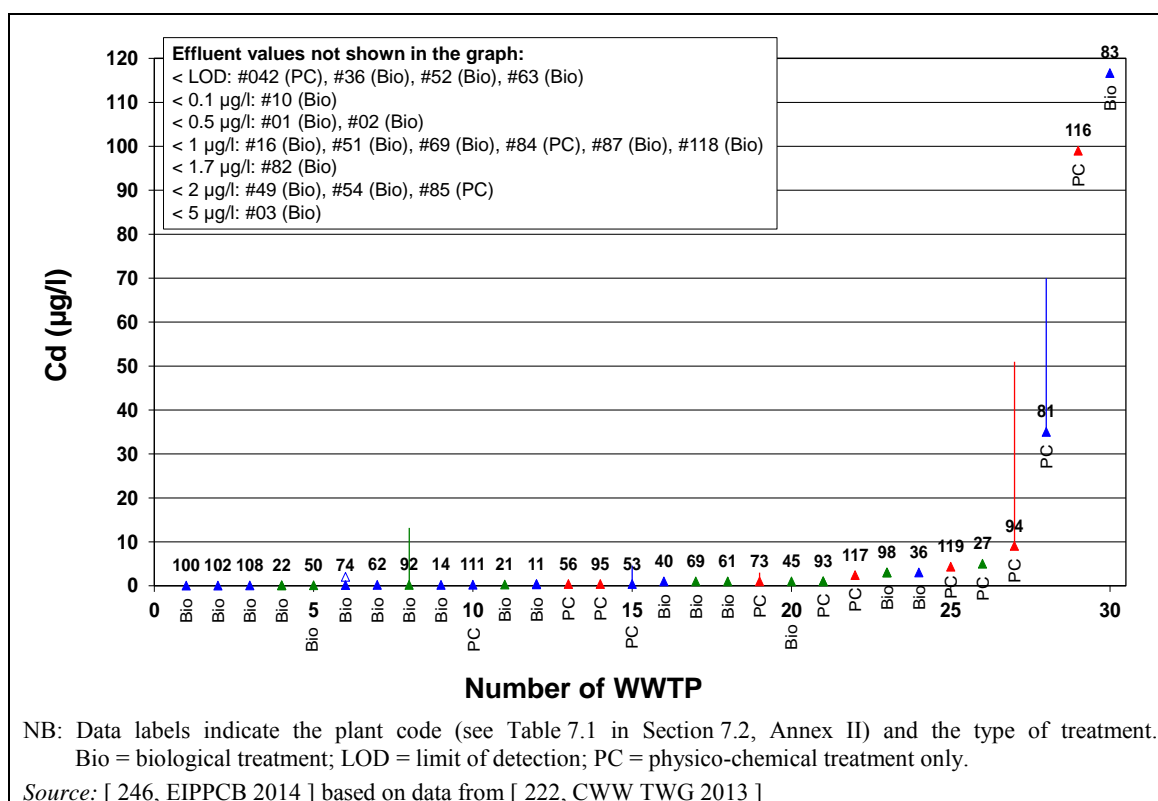 Effluent values not shown in the graph:
< LOD: #042 (PC), #36 (Bio), #52 (Bio), #63 (Bio)
< 0.1 µg/l: #10 (Bio)
< 0.5 µg/l: #01 (Bio), #02 (Bio)
< 1 µg/l: #16 (Bio), #51 (Bio), #69 (Bio), #84 (PC), #87 (Bio), #118 (Bio)
< 1.7 µg/l: #82 (Bio)
< 2 µg/l: #49 (Bio), #54 (Bio), #85 (PC)
< 5 µg/l: #03 (Bio)
Cd (µg/l)
120
110
100
90
80
70
60
50
40
30
20
10
0
100 102 108 22 50 74 62 92 14 111 21 11 56 95 53 40 69 61 73 45 93 117 98 36 119 27 94 81 116 83
0 5 10 15 20 25 30
Bio Bio Bio Bio Bio Bio Bio Bio Bio PC Bio Bio PC PC PC Bio Bio Bio PC Bio PC PC Bio Bio PC PC PC PC PC Bio
Number of WWTP
NB: Data labels indicate the plant code (see Table 7.1 in Section 7.2, Annex II) and the type of treatment.
Bio = biological treatment; LOD = limit of detection; PC = physico-chemical treatment only.
Source: [ 246, EIPPCB 2014 ] based on data from [ 222, CWW TWG 2013 ]